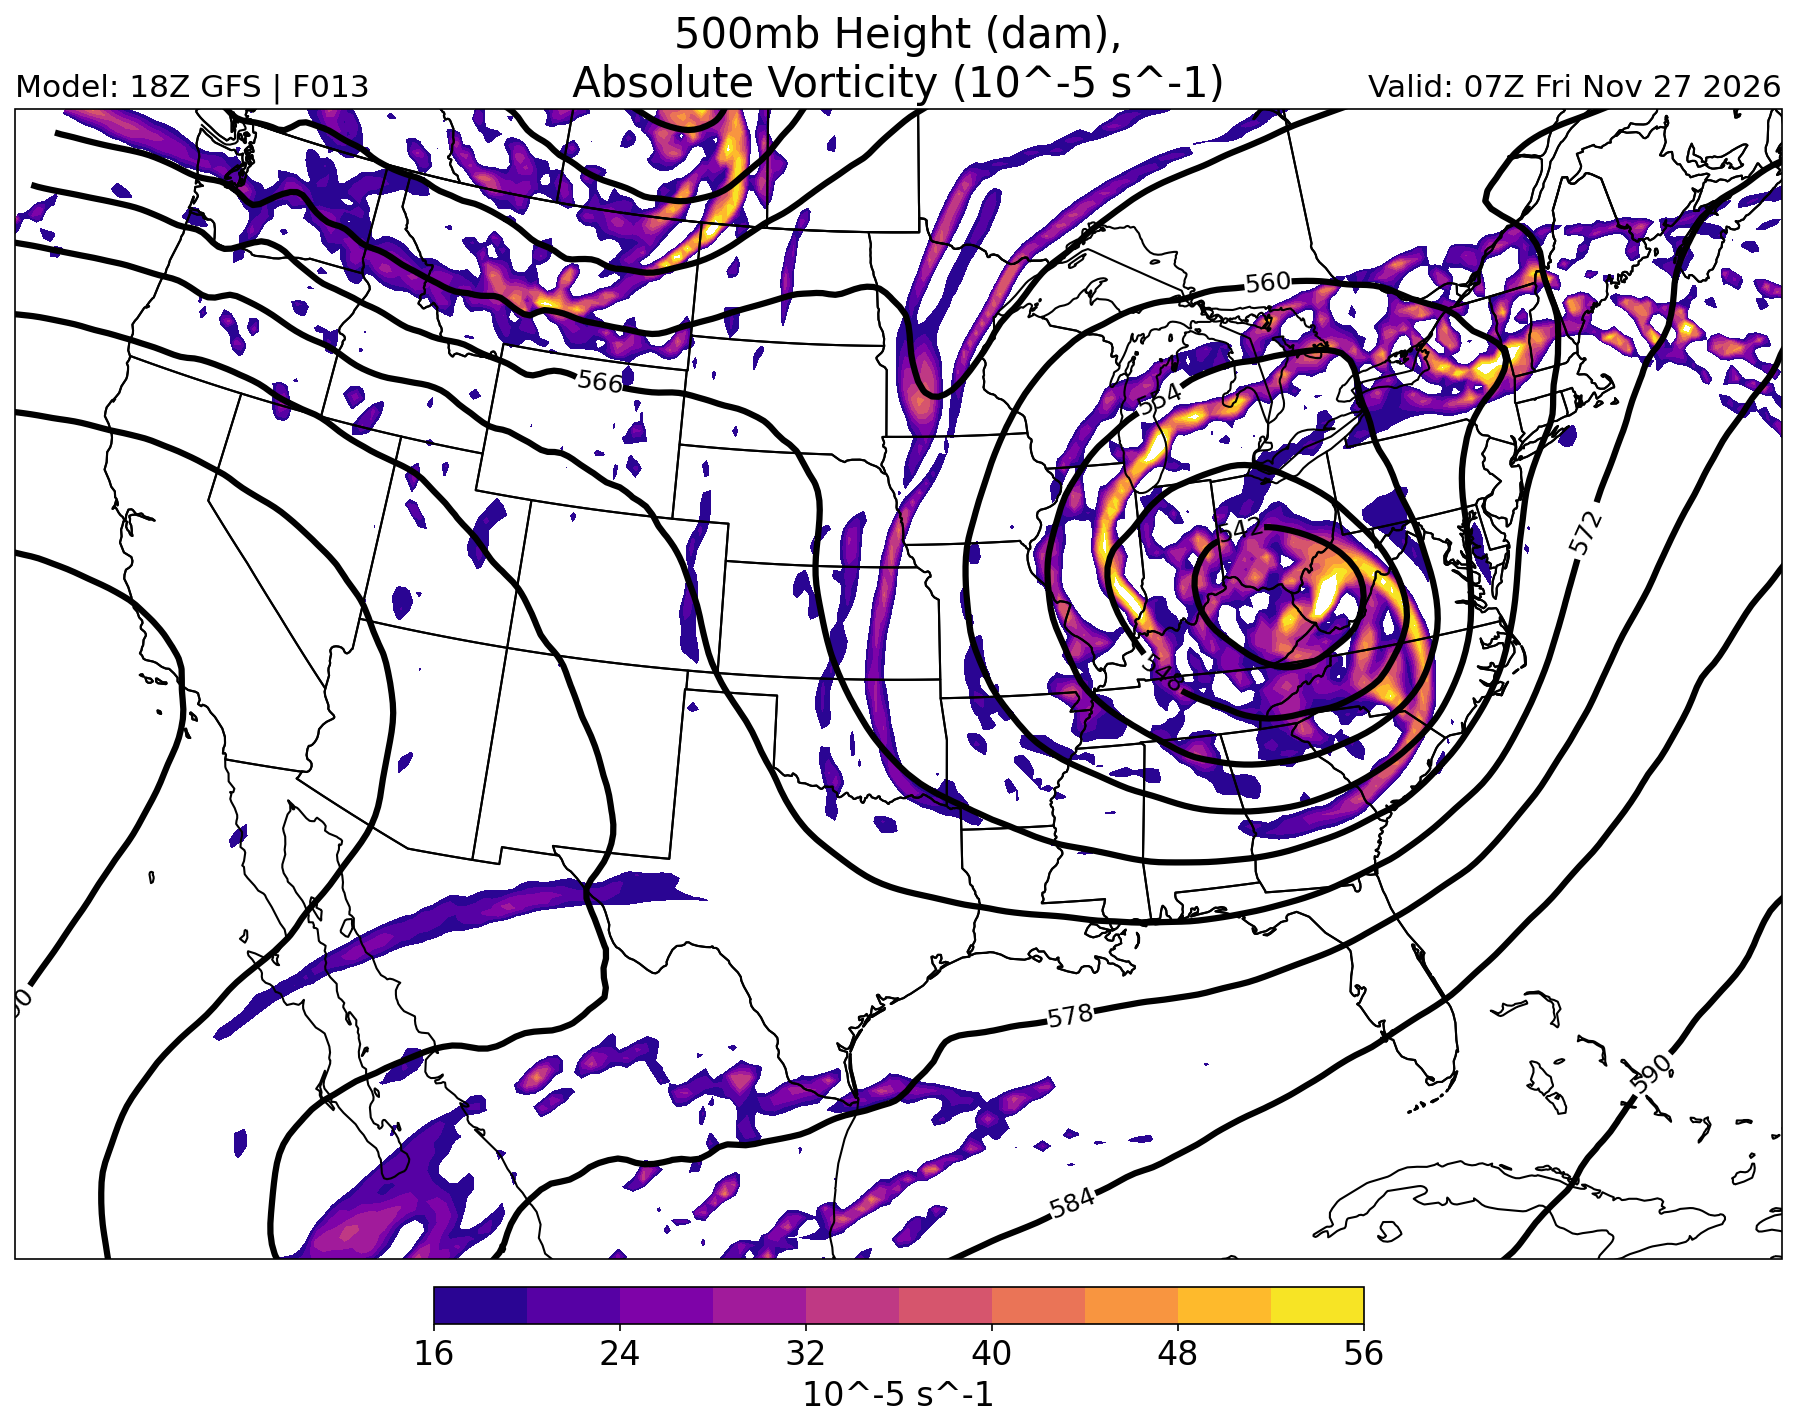 500mb Height (dam),
Model: 18Z GFS | F013
Absolute Vorticity (10^-5 s^-1)
Valid: 07Z Fri Nov 27 2026
560
566
554
572
542
548
578
590
584
16 24 32 40 48 56
10^-5 s^-1